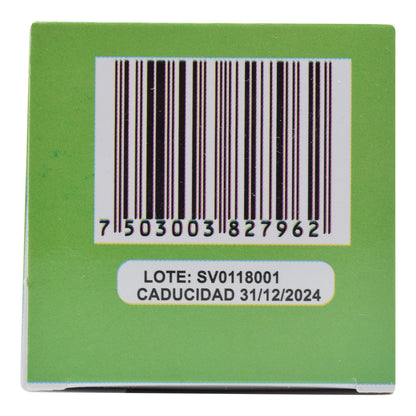 7 503003 827962
LOTE: SV0118001
CADUCIDAD 31/12/2024